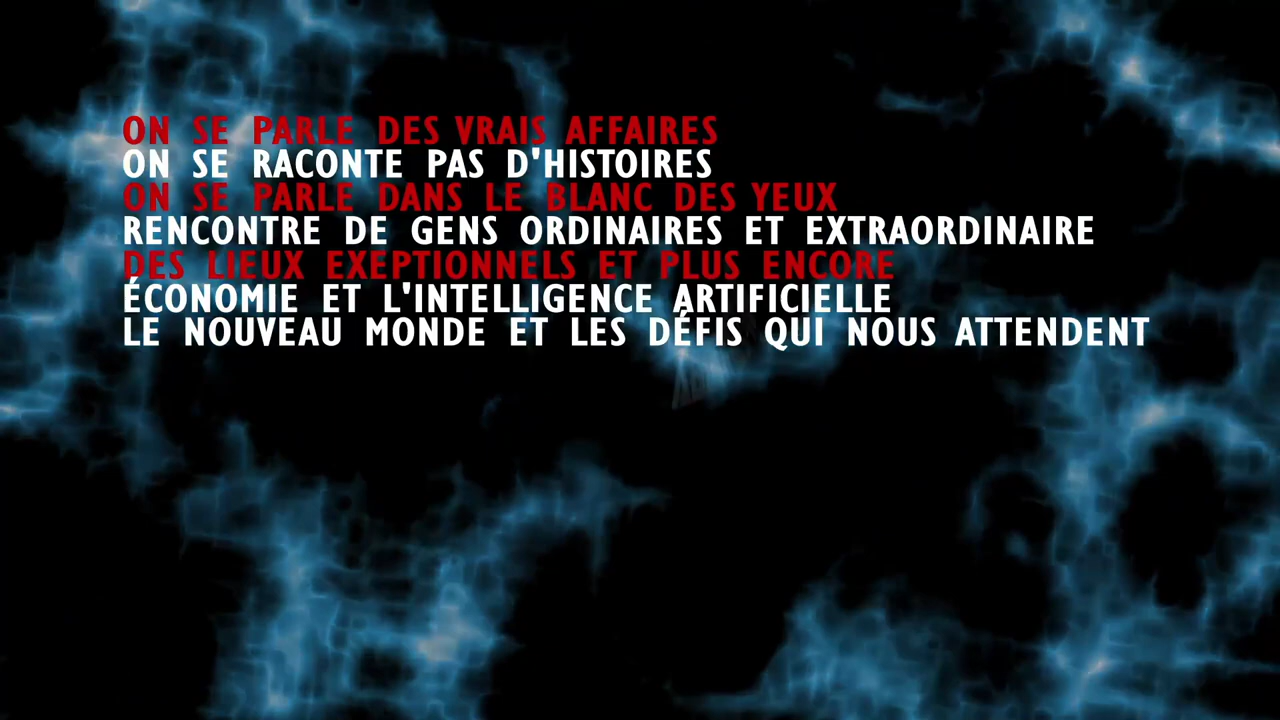 ON SE PARLE DES VRAIS AFFAIRES
ON SE RACONTE PAS D'HISTOIRES
ON SE PARLE DANS LE BLANC DES YEUX
RENCONTRE DE GENS ORDINAIRES ET EXTRAORDINAIRE
DES LIEUX EXEPTIONNELS ET PLUS ENCORE
ÉCONOMIE ET L'INTELLIGENCE ARTIFICIELLE
LE NOUVEAU MONDE ET LES DÉFIS QUI NOUS ATTENDENT